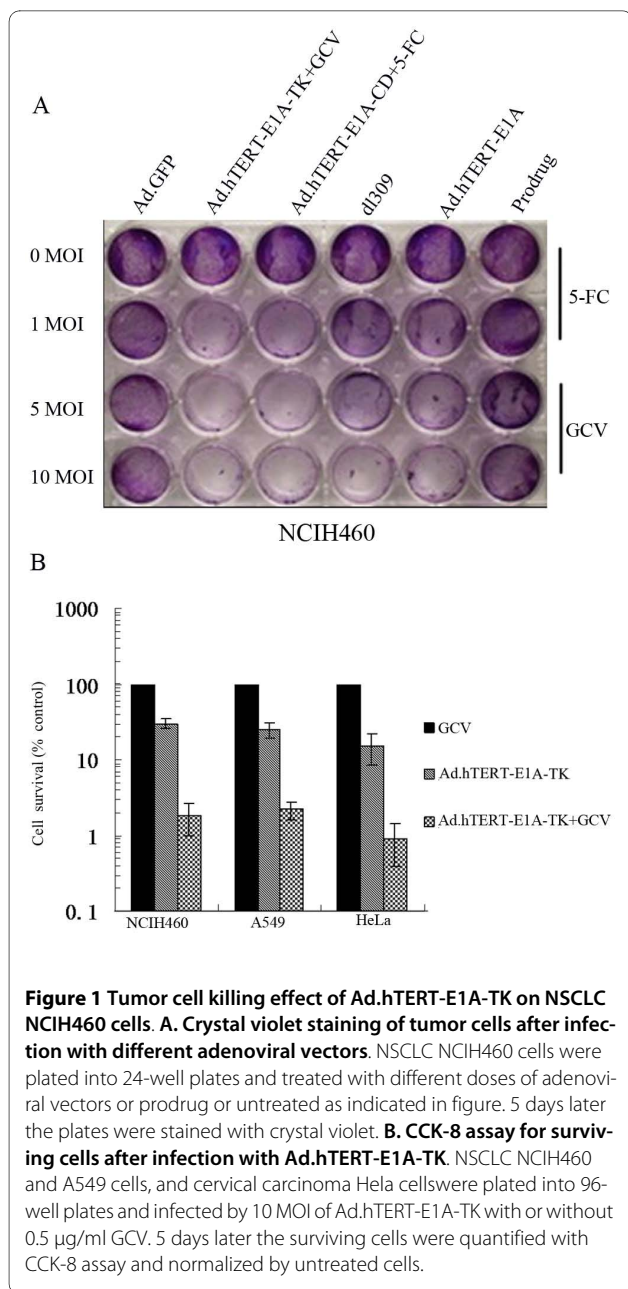 A
Ad.GFP
Ad.hTERT-E1A-TK+GCV
Ad.hTERT-E1A-CD+5-FC
dl309
Ad.hTERT-E1A
Prodrug
0 MOI
1 MOI
5 MOI
10 MOI
5-FC
GCV
NCIH460
B
1000
100
10
1
0.1
Cell survival (% control)
NCIH460
A549
HeLa
GCV
Ad.hTERT-E1A-TK
Ad.hTERT-E1A-TK+GCV
Figure 1 Tumor cell killing effect of Ad.hTERT-E1A-TK on NSCLC
NCIH460 cells. A. Crystal violet staining of tumor cells after infec-
tion with different adenoviral vectors. NSCLC NCIH460 cells were
plated into 24-well plates and treated with different doses of adenovi-
ral vectors or prodrug or untreated as indicated in figure. 5 days later
the plates were stained with crystal violet. B. CCK-8 assay for surviv-
ing cells after infection with Ad.hTERT-E1A-TK. NSCLC NCIH460
and A549 cells, and cervical carcinoma Hela cellswere plated into 96-
well plates and infected by 10 MOI of Ad.hTERT-E1A-TK with or without
0.5 μg/ml GCV. 5 days later the surviving cells were quantified with
CCK-8 assay and normalized by untreated cells.